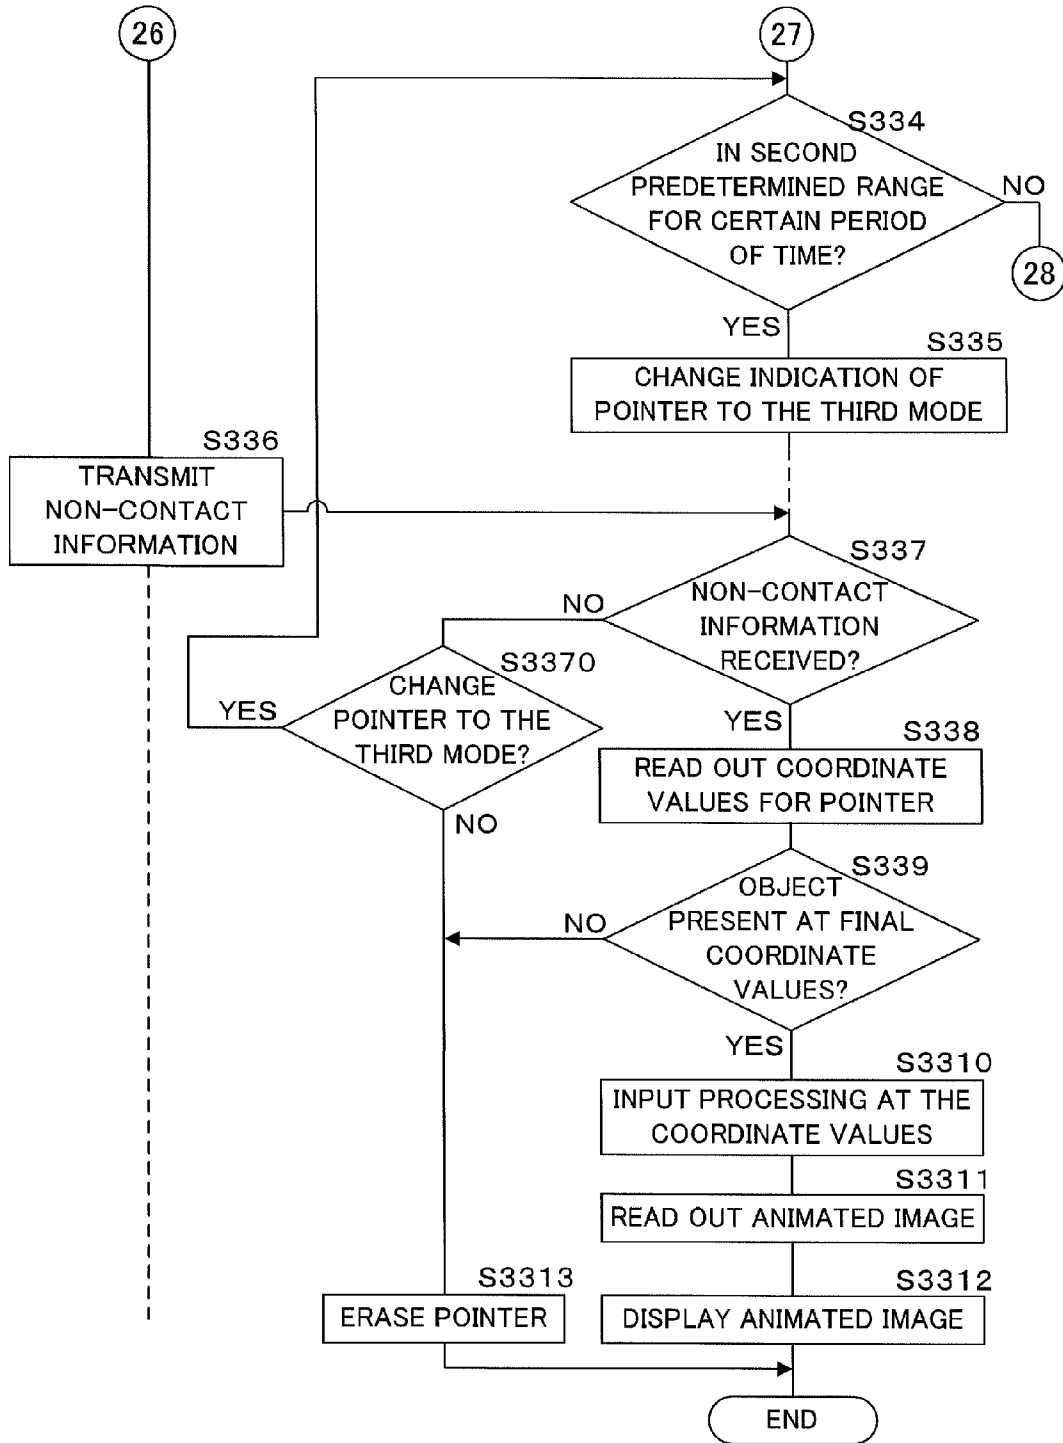 26
27
S334
IN SECOND
PREDETERMINED RANGE
FOR CERTAIN PERIOD
OF TIME?
NO
28
YES
S335
CHANGE INDICATION OF
POINTER TO THE THIRD MODE
S336
TRANSMIT
NON-CONTACT
INFORMATION
S337
NON-CONTACT
INFORMATION
RECEIVED?
NO
S3370
CHANGE
POINTER TO THE
THIRD MODE?
YES
NO
YES
S338
READ OUT COORDINATE
VALUES FOR POINTER
S339
OBJECT
PRESENT AT FINAL
COORDINATE
VALUES?
NO
YES
S3310
INPUT PROCESSING AT THE
COORDINATE VALUES
S3311
READ OUT ANIMATED IMAGE
S3313
ERASE POINTER
S3312
DISPLAY ANIMATED IMAGE
END